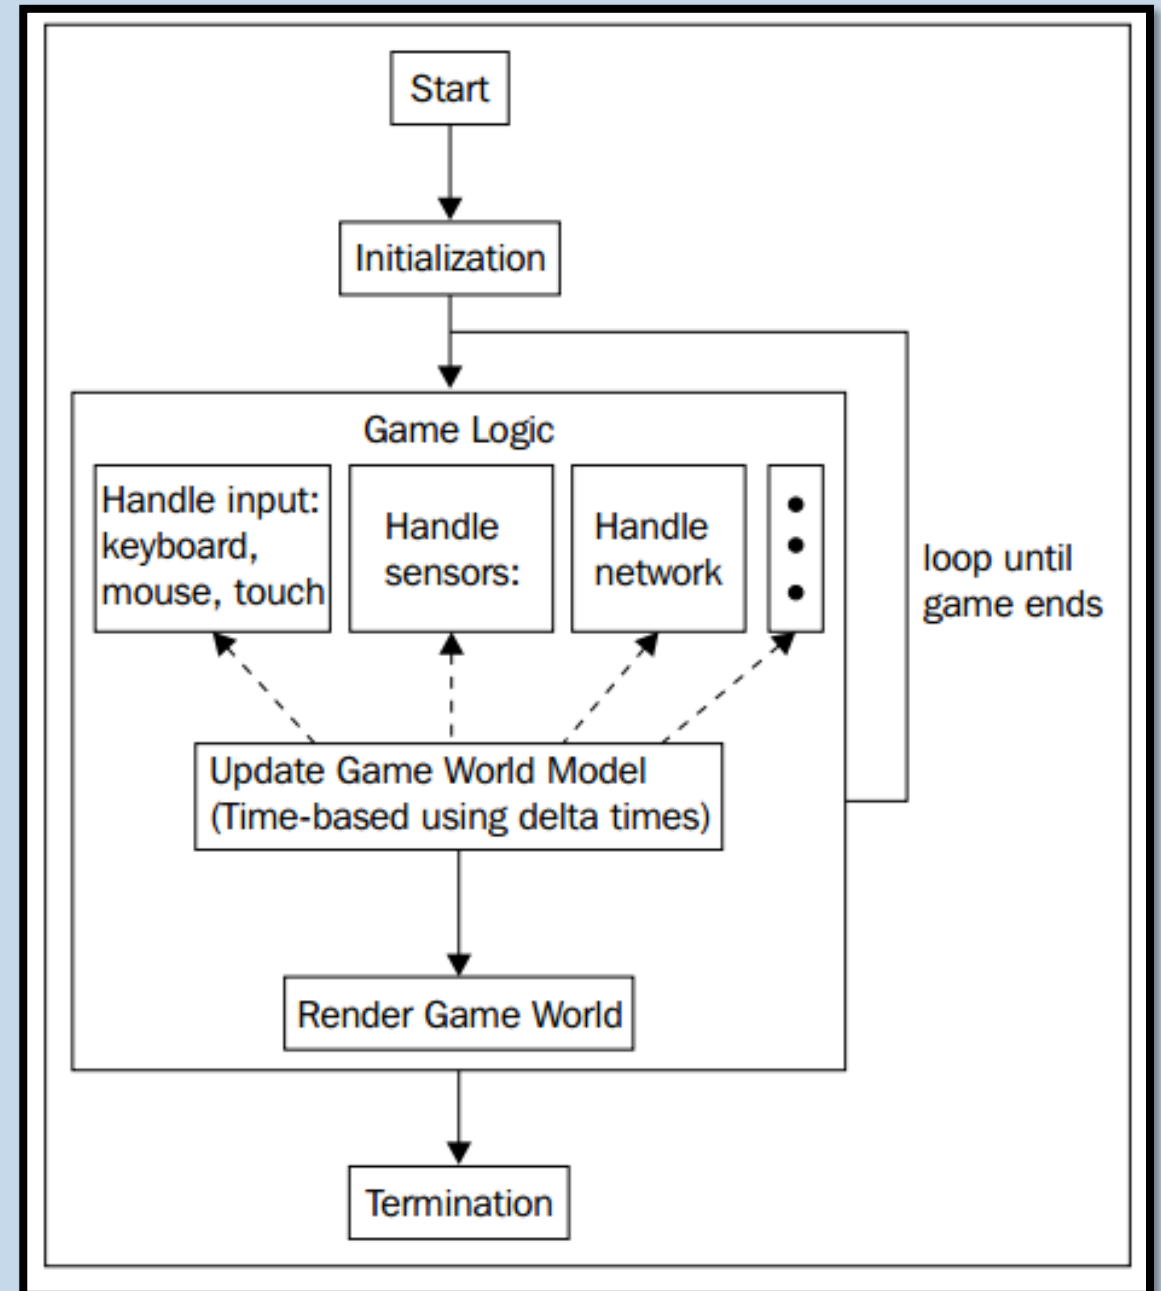 Start
Initialization
Game Logic
Handle input:
keyboard,
mouse, touch
Handle
sensors:
Handle
network
loop until
game ends
Update Game World Model
(Time-based using delta times)
Render Game World
Termination